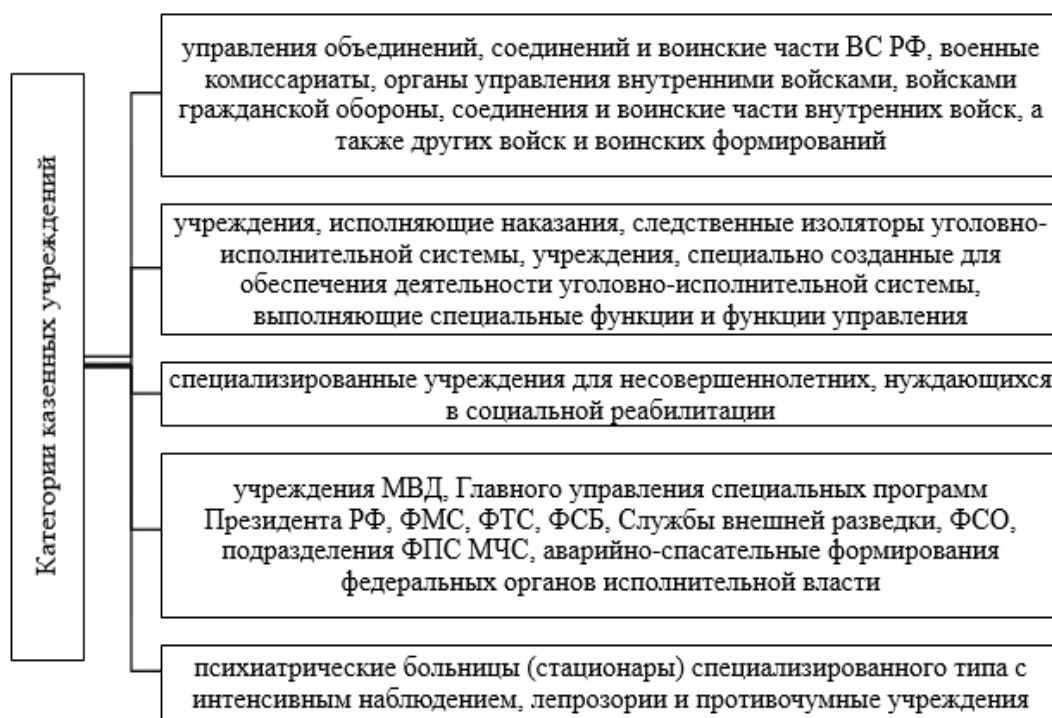 Категории казенных учреждений
управления объединений, соединений и воинские части ВС РФ, военные
комиссариаты, органы управления внутренними войсками, войсками
гражданской обороны, соединения и воинские части внутренних войск, а
также других войск и воинских формирований
учреждения, исполняющие наказания, следственные изоляторы уголовно-
исполнительной системы, учреждения, специально созданные для
обеспечения деятельности уголовно-исполнительной системы,
выполняющие специальные функции и функции управления
специализированные учреждения для несовершеннолетних, нуждающихся
в социальной реабилитации
учреждения МВД, Главного управления специальных программ
Президента РФ, ФМС, ФТС, ФСБ, Службы внешней разведки, ФСО,
подразделения ФПС МЧС, аварийно-спасательные формирования
федеральных органов исполнительной власти
психиатрические больницы (стационары) специализированного типа с
интенсивным наблюдением, лепрозории и противочумные учреждения